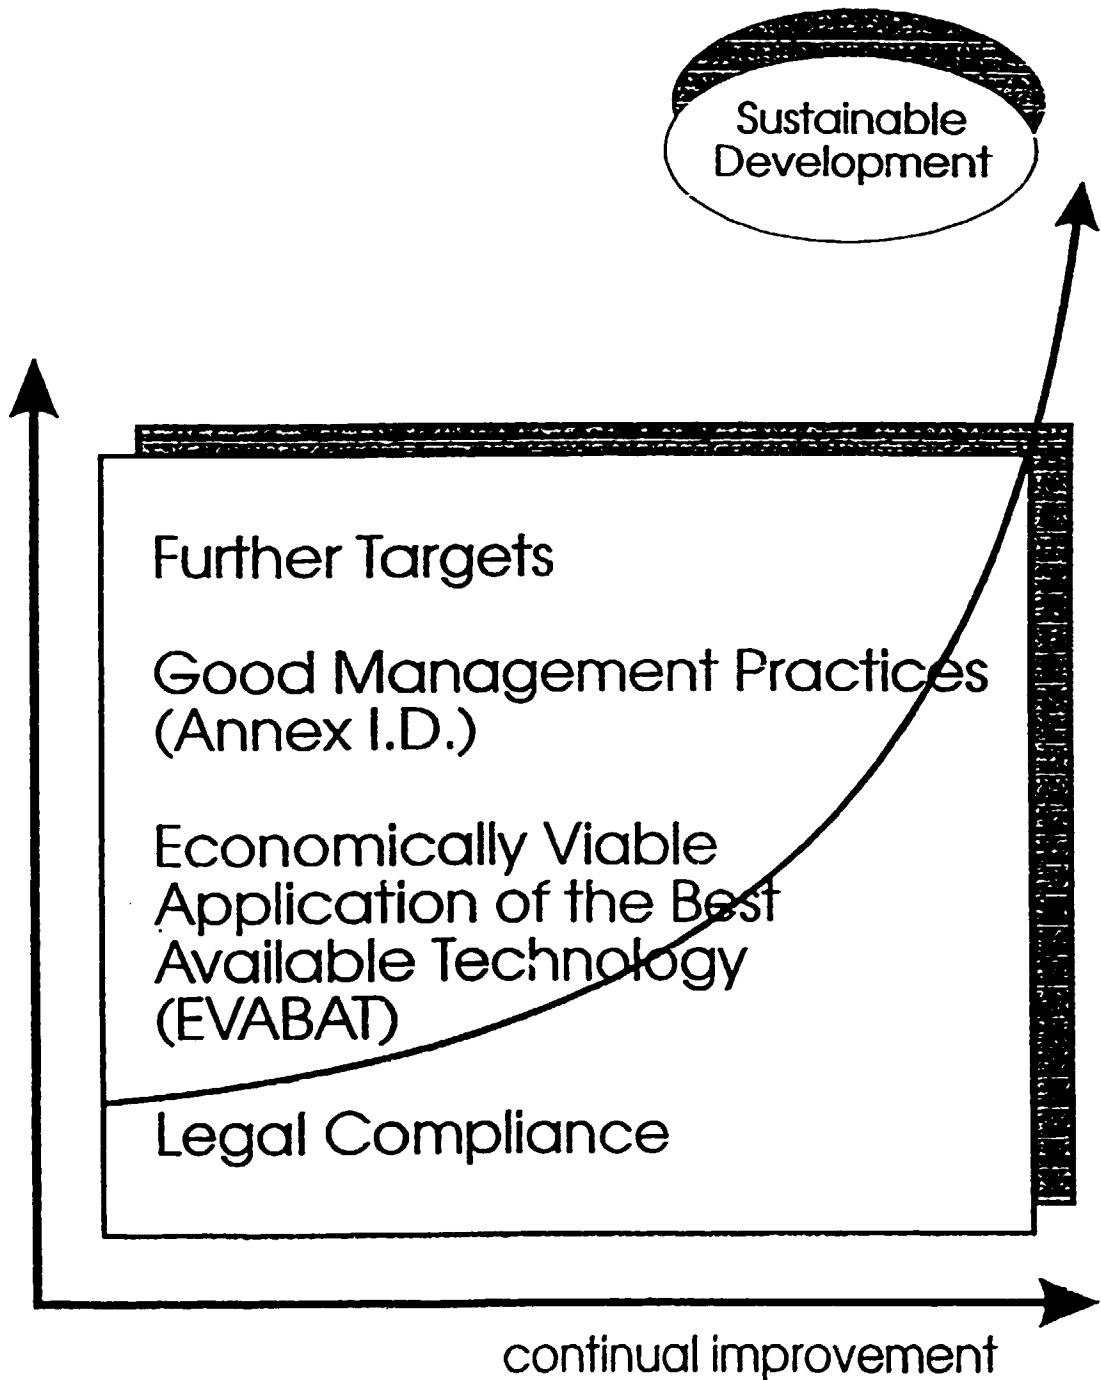 Sustainable
Development
Further Targets
Good Management Practices
(Annex I.D.)
Economically Viable
Application of the Best
Available Technology
(EVABAT)
Legal Compliance
continual improvement